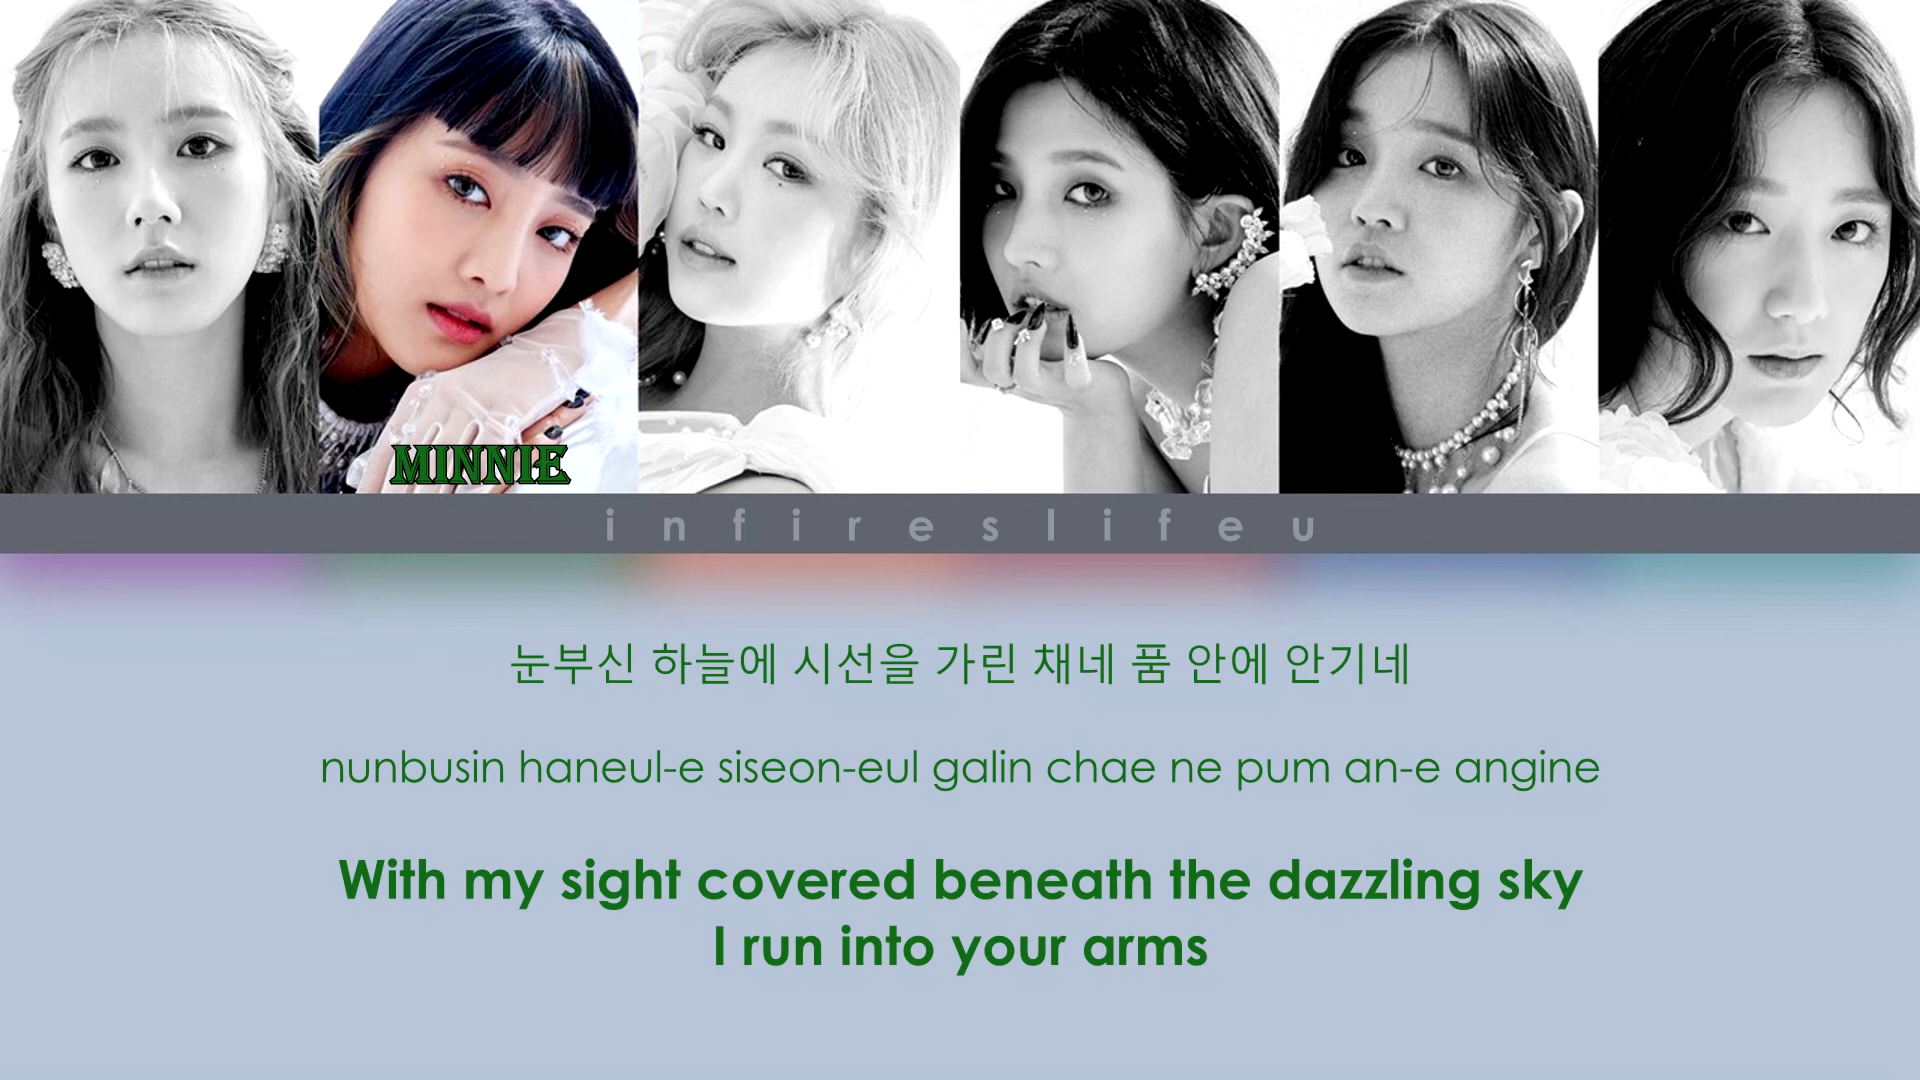 MINNIE
infireslifeu
눈부신 하늘에 시선을 가린 채네 품 안에 안기네
nunbusin haneul-e siseon-eul galin chae ne pum an-e angine
With my sight covered beneath the dazzling sky
I run into your arms